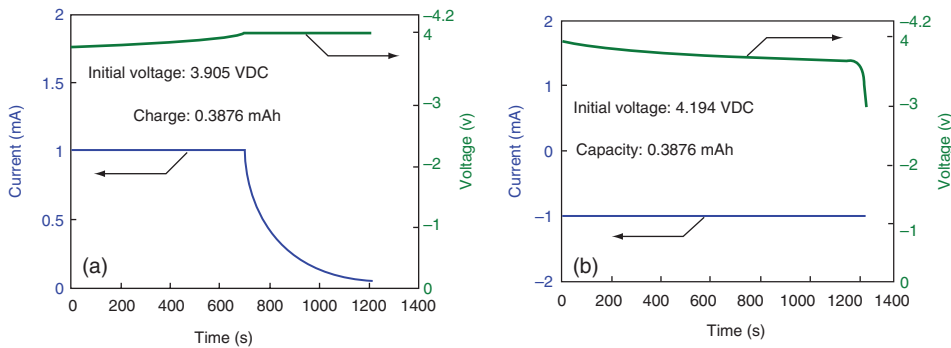 2
1.5
1
0.5
0
Current (mA)
Initial voltage: 3.905 VDC
Charge: 0.3876 mAh
(a)
0 200 400 600 800 1000 1200 1400
Time (s)
–4.2
4
–3
–2
–1
0
Voltage (v)
2
1
0
–1
–2
Current (mA)
Initial voltage: 4.194 VDC
Capacity: 0.3876 mAh
(b)
0 200 400 600 800 1000 1200 1400
Time (s)
–4.2
4
–3
–2
–1
0
Voltage (v)